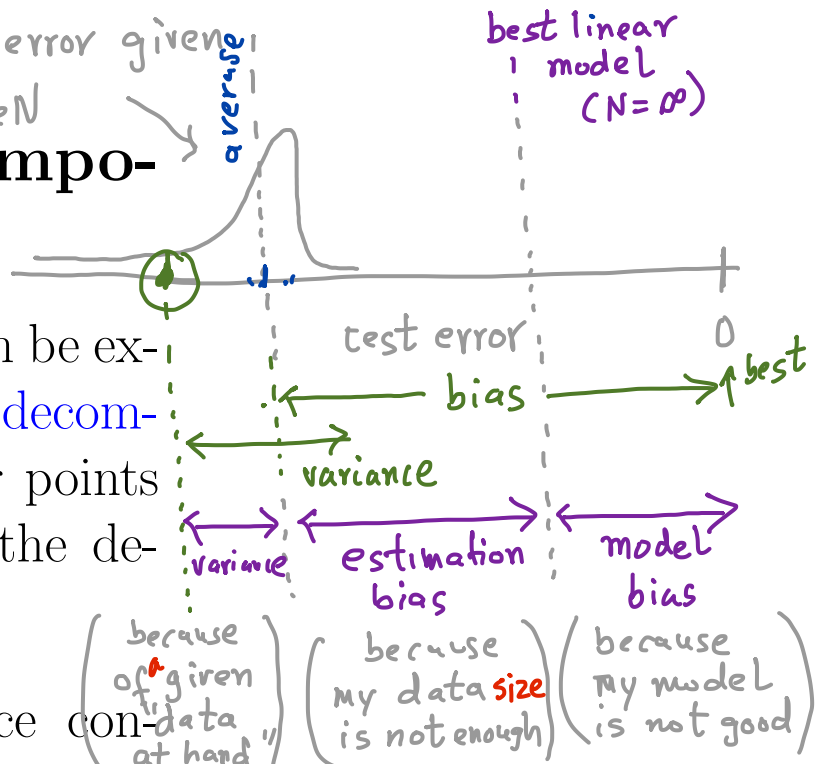 error given
eN
averuse
best linear
model
(N=∞)
mpo-
test error
0
n be ex-
bias
best
decom-
variance
r points
the de-
variance
estimation
bias
model
bias
because
of a given
"data
at hand"
because
my data size
is not enough
because
my model
is not good
ce con-